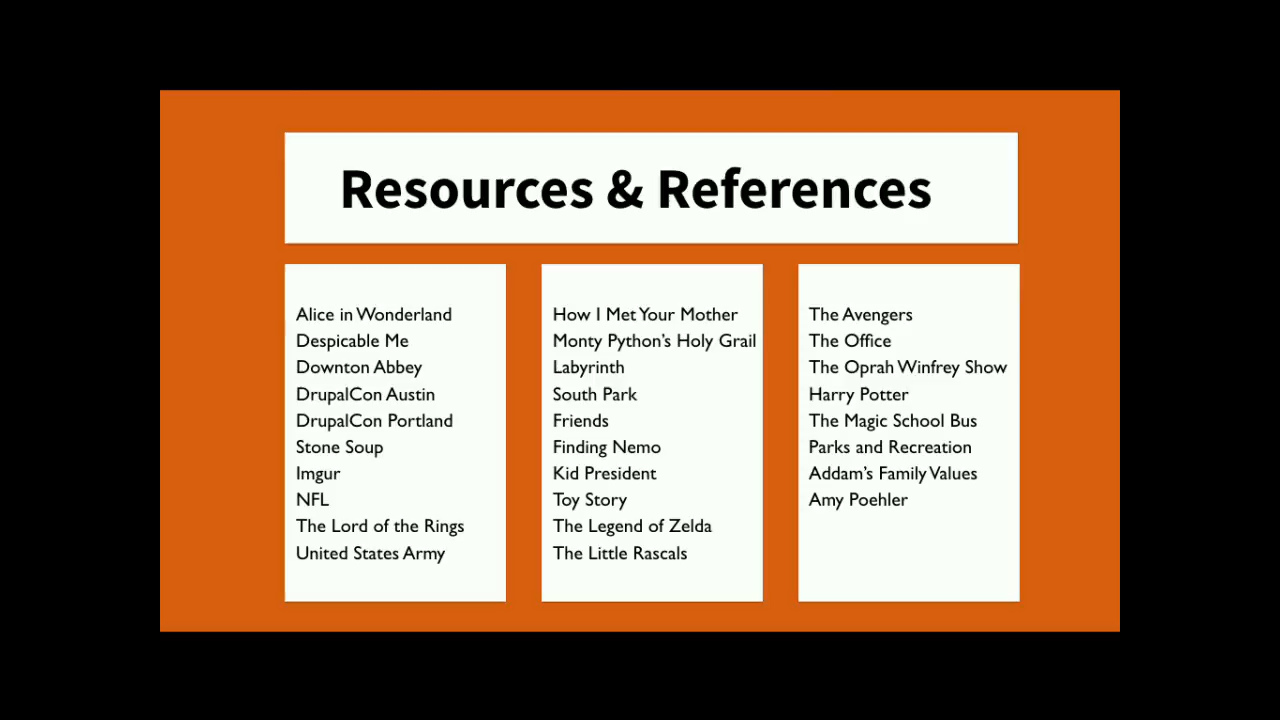 Resources & References
Alice in Wonderland
Despicable Me
Downton Abbey
DrupalCon Austin
DrupalCon Portland
Stone Soup
Imgur
NFL
The Lord of the Rings
United States Army
How I Met Your Mother
Monty Python's Holy Grail
Labyrinth
South Park
Friends
Finding Nemo
Kid President
Toy Story
The Legend of Zelda
The Little Rascals
The Avengers
The Office
The Oprah Winfrey Show
Harry Potter
The Magic School Bus
Parks and Recreation
Addam's Family Values
Amy Poehler